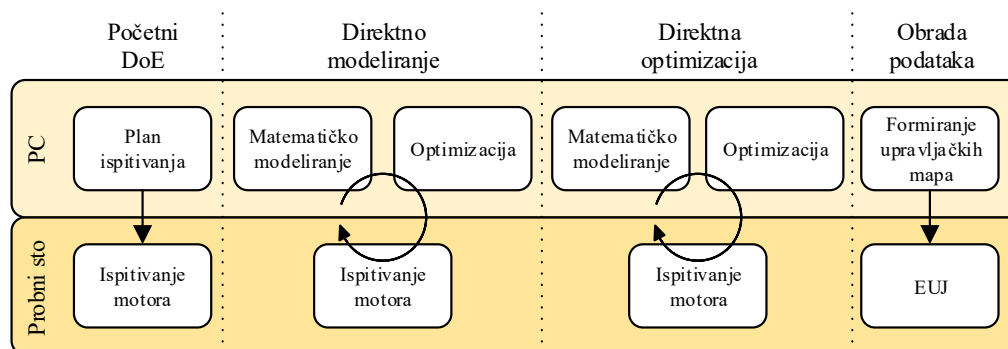 Početni
DoE
Direktno
modeliranje
Direktna
optimizacija
Obrada
podataka
PC
Plan
ispitivanja
Matematičko
modeliranje
Optimizacija
Matematičko
modeliranje
Optimizacija
Formiranje
upravljačkih
mapa
Probni sto
Ispitivanje
motora
Ispitivanje
motora
Ispitivanje
motora
EUJ